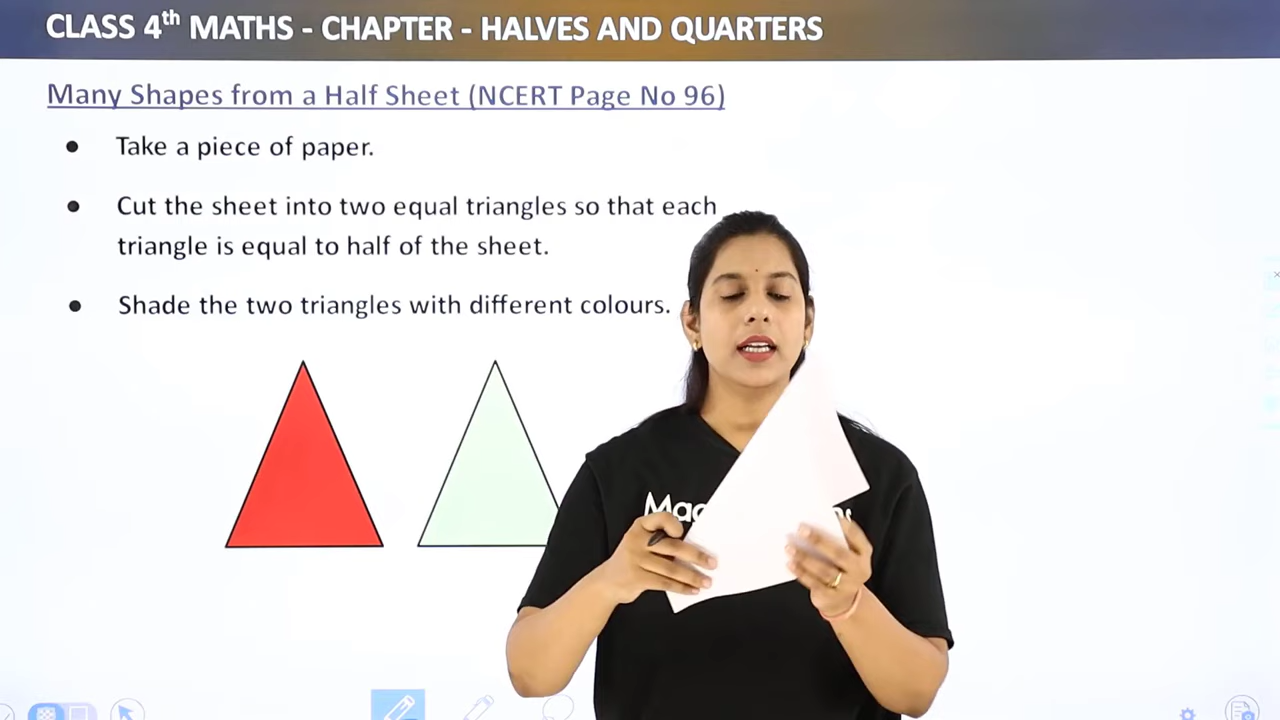 CLASS 4th MATHS - CHAPTER - HALVES AND QUARTERS
Many Shapes from a Half Sheet (NCERT Page No 96)
● Take a piece of paper.
● Cut the sheet into two equal triangles so that each
triangle is equal to half of the sheet.
● Shade the two triangles with different colours.